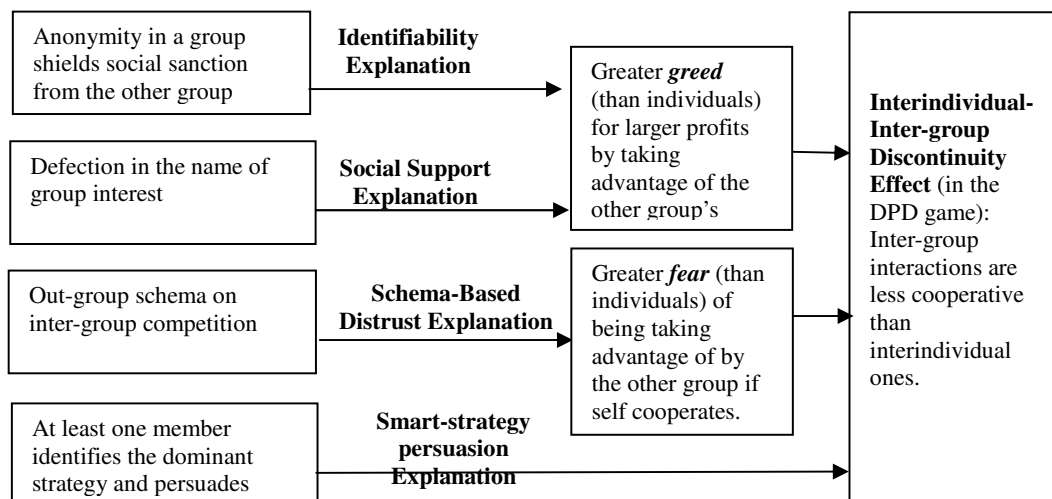 Anonymity in a group
shields social sanction
from the other group
Identifiability
Explanation
Defection in the name of
group interest
Social Support
Explanation
Greater greed
(than individuals)
for larger profits
by taking
advantage of the
other group's
Out-group schema on
inter-group competition
Schema-Based
Distrust Explanation
Greater fear (than
individuals) of
being taking
advantage of by
the other group if
self cooperates.
At least one member
identifies the dominant
strategy and persuades
Smart-strategy
persuasion
Explanation
Interindividual-
Inter-group
Discontinuity
Effect (in the
DPD game):
Inter-group
interactions are
less cooperative
than
interindividual
ones.